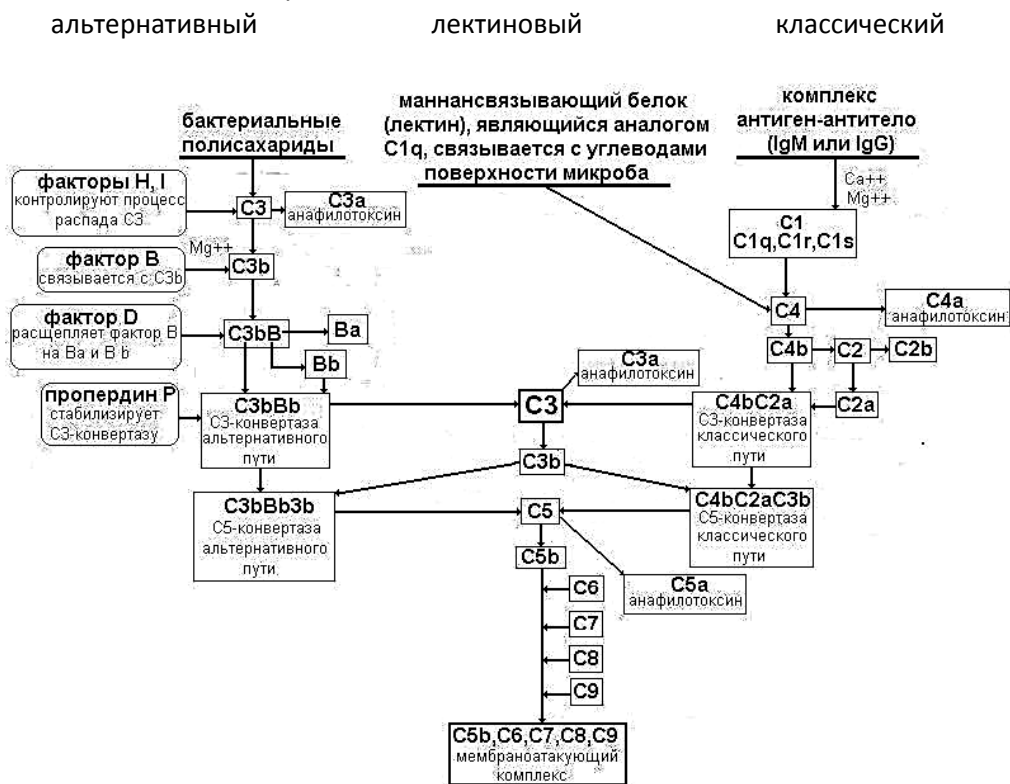 альтернативный
лектиновый
классический
бактериальные
полисахариды
маннансвязывающий белок
(лектин), являющийся аналогом
C1q, связывается с углеводами
поверхности микроба
комплекс
антиген-антитело
(IgM или IgG)
Ca++
Mg++
факторы H, I
контролируют процесс
распада C3
C3
C3a
анафилотоксин
C1
C1q,C1r,C1s
Mg++
фактор B
связывается с C3b
C3b
C4
C4a
анафилотоксин
фактор D
расщепляет фактор B
на Ba и B b
C3bB
Ba
Bb
C4b
C2
C2b
C3a
анафилотоксин
C2a
пропердин P
стабилизирует
C3-конвертазу
C3bBb
C3-конвертаза
альтернативного
пути
C3
C4bC2a
C3-конвертаза
классического
пути
C3b
C3bBb3b
C5-конвертаза
альтернативного
пути.
C5
C4bC2aC3b
C5-конвертаза
классического
пути
C5b
C5a
анафилотоксин
C6
C7
C8
C9
C5b,C6,C7,C8,C9
мембраноатакующий
комплекс